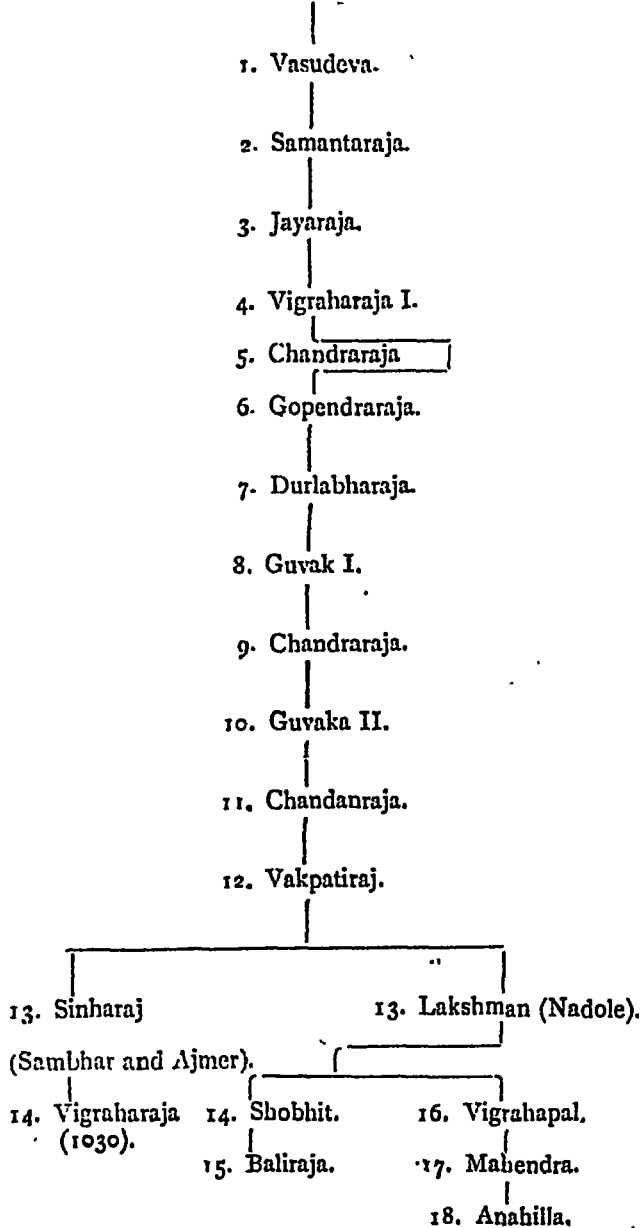 1. Vasudeva.
2. Samantaraja.
3. Jayaraja.
4. Vigraharaja I.
5. Chandraraja
6. Gopendraraja.
7. Durlabharaja.
8. Guvak I.
9. Chandraraja.
10. Guvaka II.
11. Chandanraja.
12. Vakpatiraj.
13. Sinharaj 13. Lakshman (Nadole).
(Sambhar and Ajmer).
14. Vigraharaja 14. Shobhit. 16. Vigrahapal.
(1030).
15. Baliraja. 17. Mahendra.
18. Anahilla.